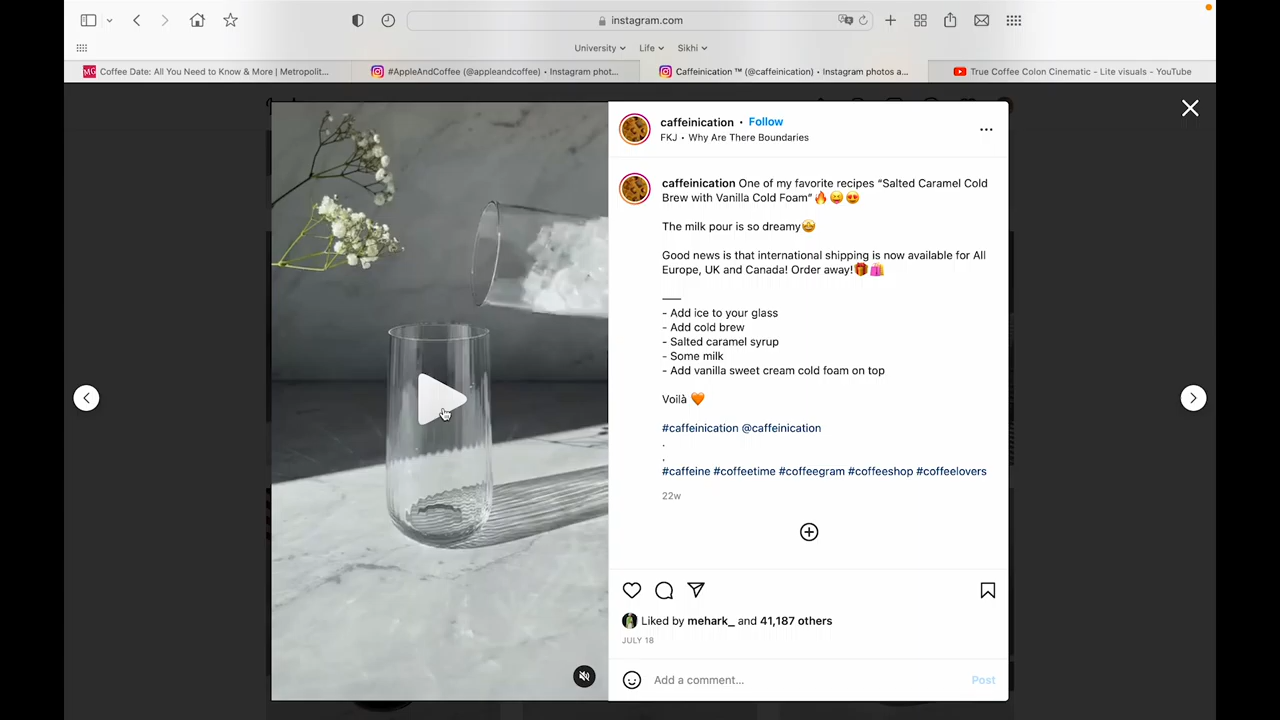 instagram.com
University Life Sikhi
Coffee Date: All You Need to Know & More | Metropolit...
#AppleAndCoffee (@appleandcoffee) • Instagram phot...
Caffeinication ™ (@caffeinication) • Instagram photos a...
True Coffee Colon Cinematic - Lite visuals - YouTube
caffeinication • Follow
FKJ • Why Are There Boundaries
caffeinication One of my favorite recipes “Salted Caramel Cold
Brew with Vanilla Cold Foam”🔥😝😍
The milk pour is so dreamy🤩
Good news is that international shipping is now available for All
Europe, UK and Canada! Order away!🎁🛍️
___
- Add ice to your glass
- Add cold brew
- Salted caramel syrup
- Some milk
- Add vanilla sweet cream cold foam on top
Voilà 🧡
#caffeinication @caffeinication
.
.
#caffeine #coffeetime #coffeegram #coffeeshop #coffeelovers
22w
Liked by mehark_ and 41,187 others
JULY 18
Add a comment...
Post